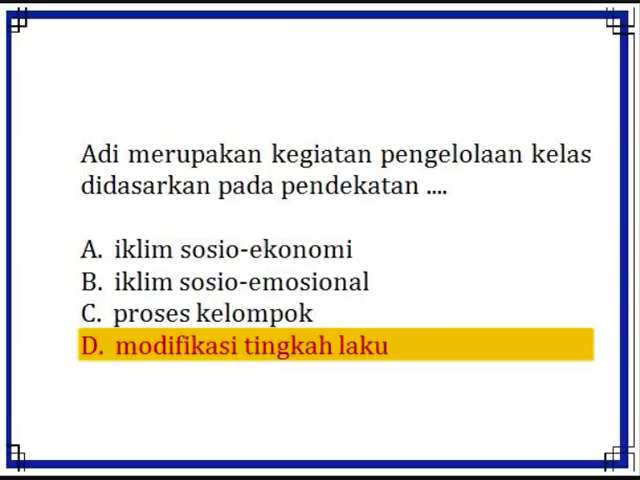 Adi merupakan kegiatan pengelolaan kelas
didasarkan pada pendekatan ....
A. iklim sosio-ekonomi
B. iklim sosio-emosional
C. proses kelompok
D. modifikasi tingkah laku